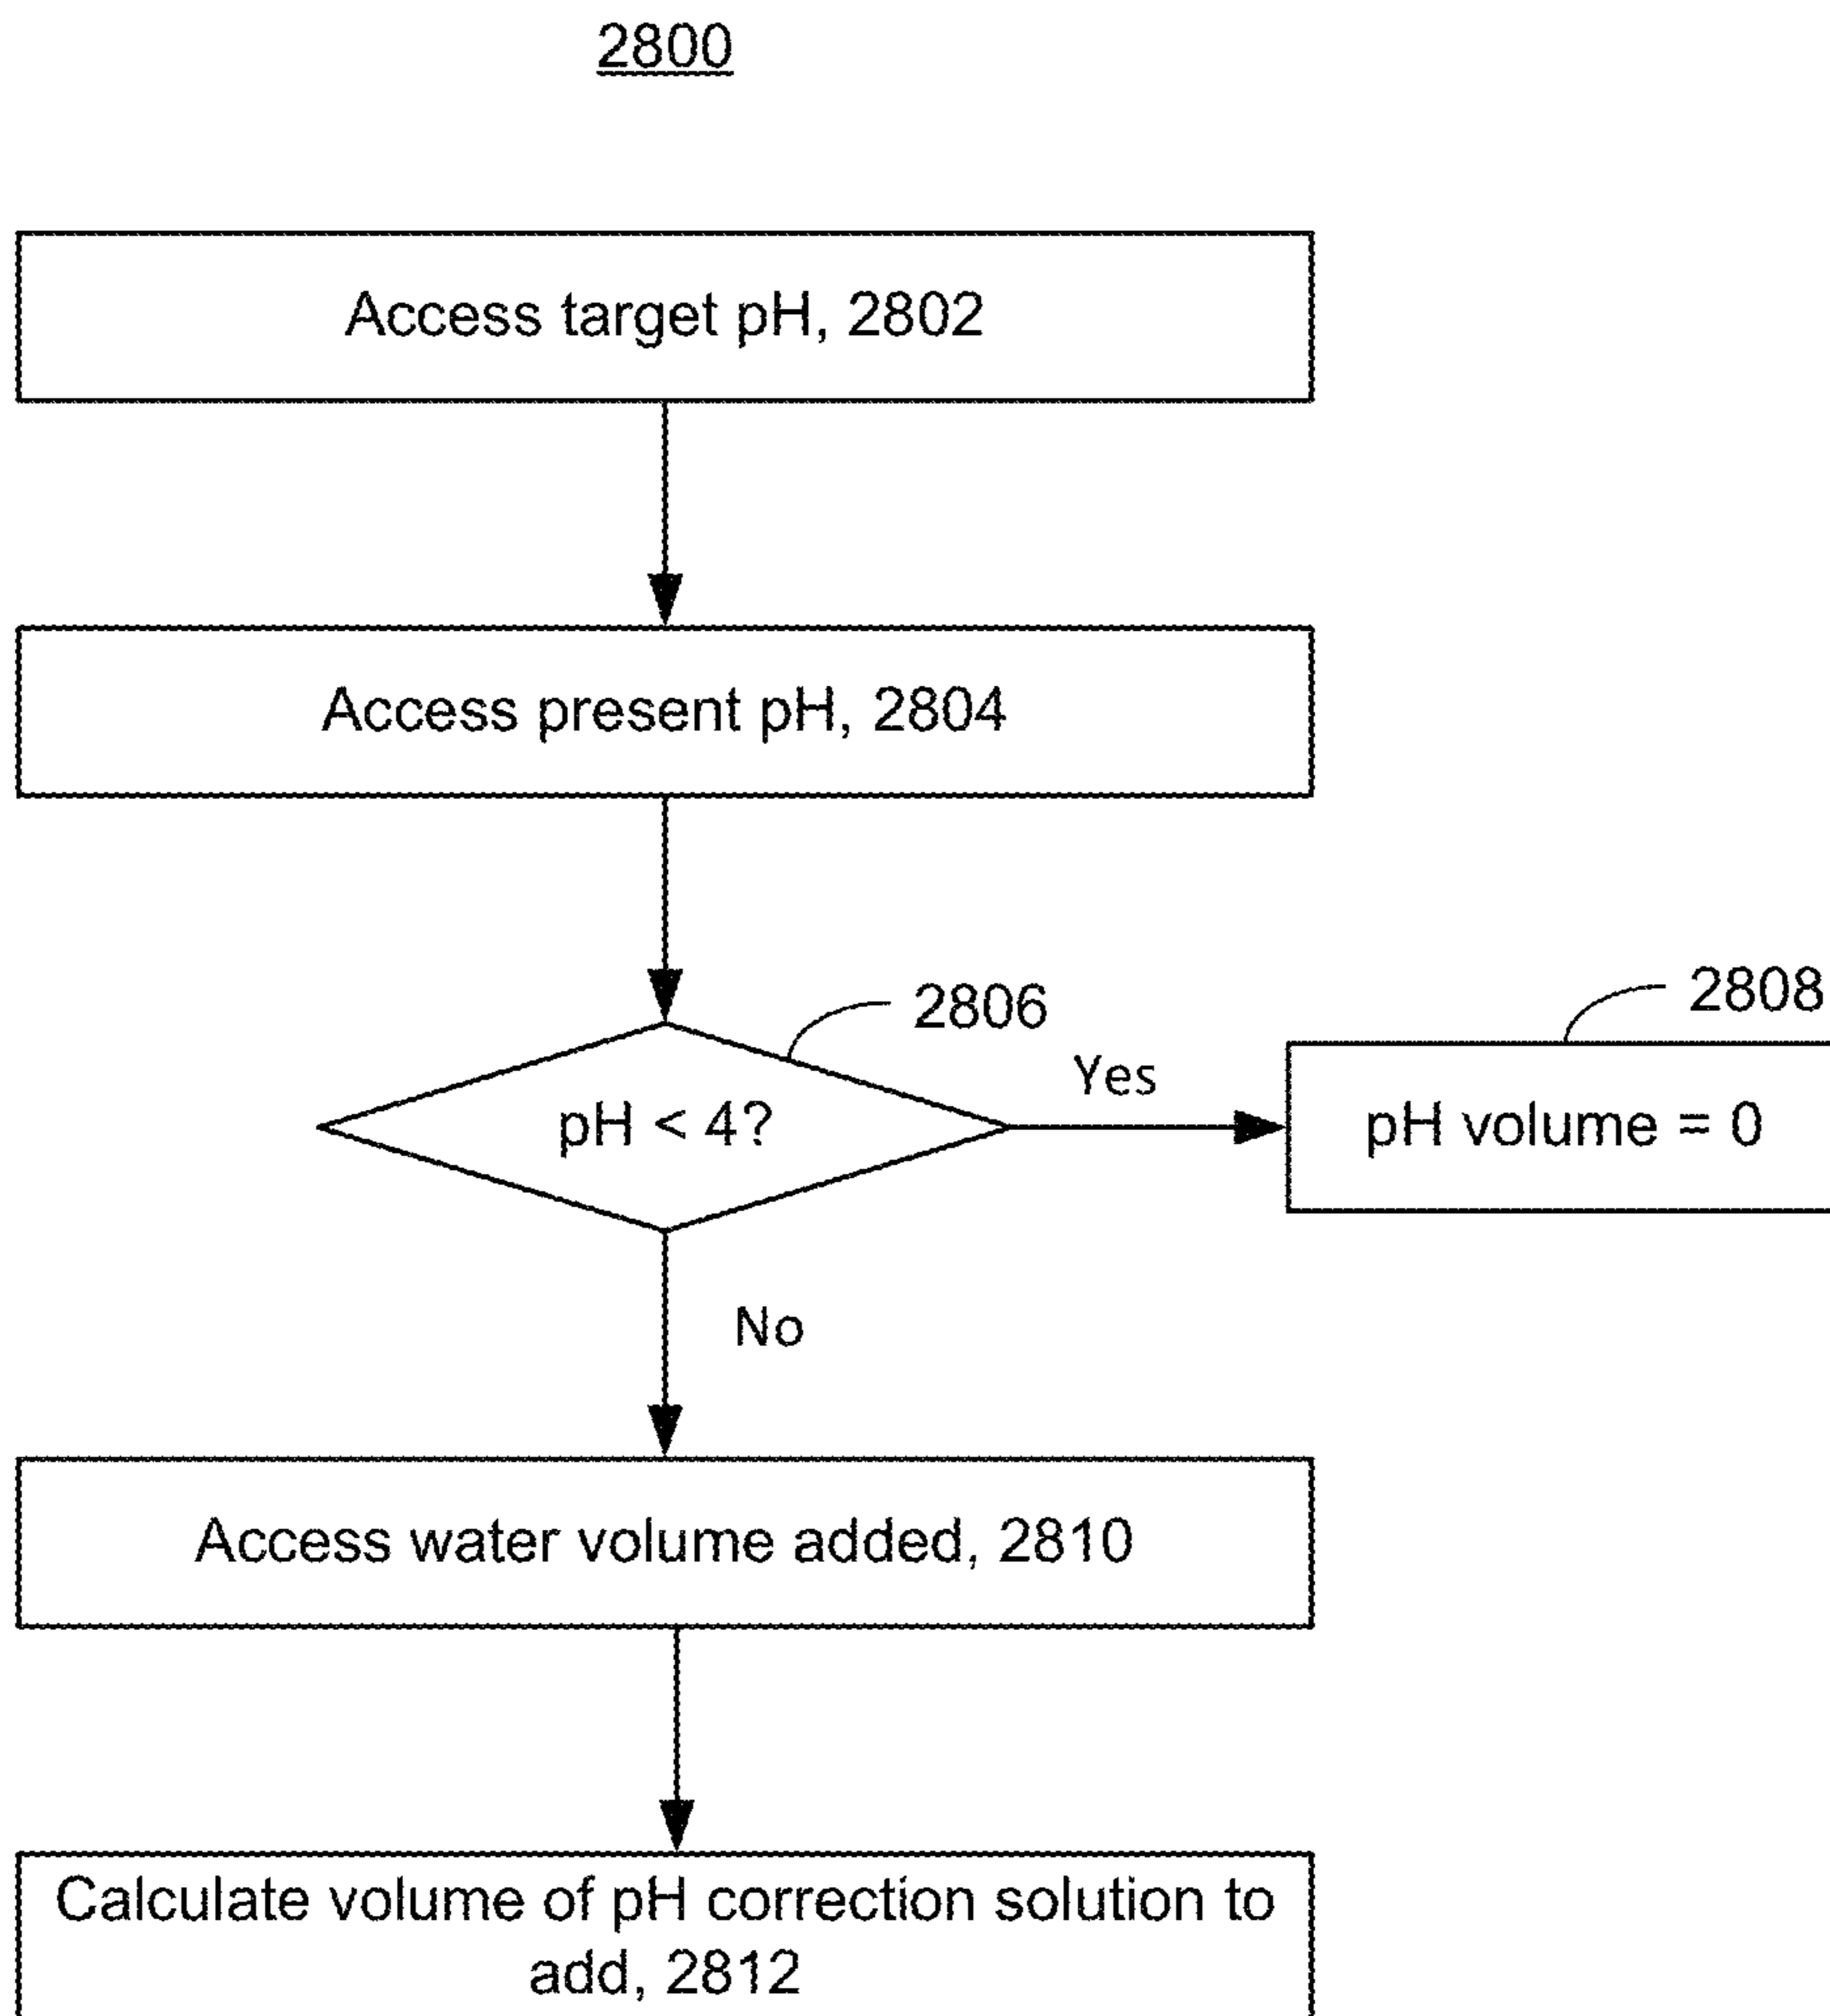 2800
Access target pH, 2802
Access present pH, 2804
2806
2808
pH < 4?
Yes
pH volume = 0
No
Access water volume added, 2810
Calculate volume of pH correction solution to
add, 2812